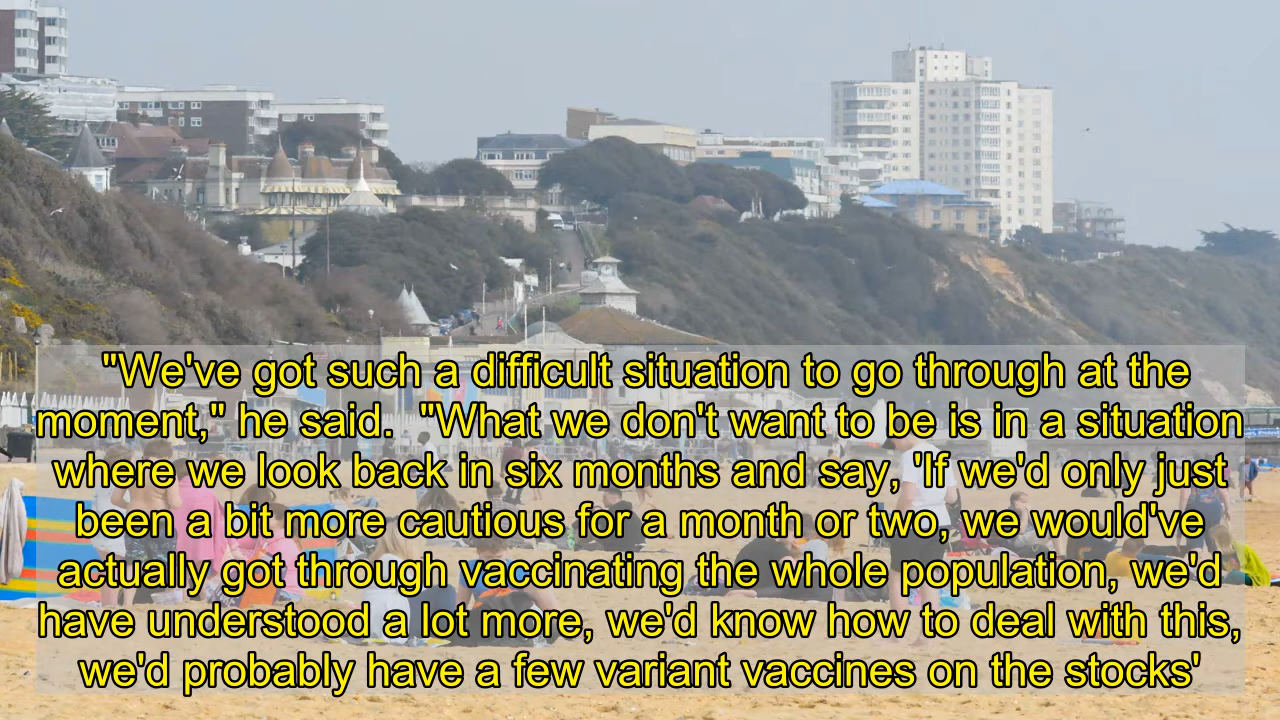 "We've got such a difficult situation to go through at the
moment," he said.  "What we don't want to be is in a situation
where we look back in six months and say, 'If we'd only just
been a bit more cautious for a month or two, we would've
actually got through vaccinating the whole population, we'd
have understood a lot more, we'd know how to deal with this,
we'd probably have a few variant vaccines on the stocks'